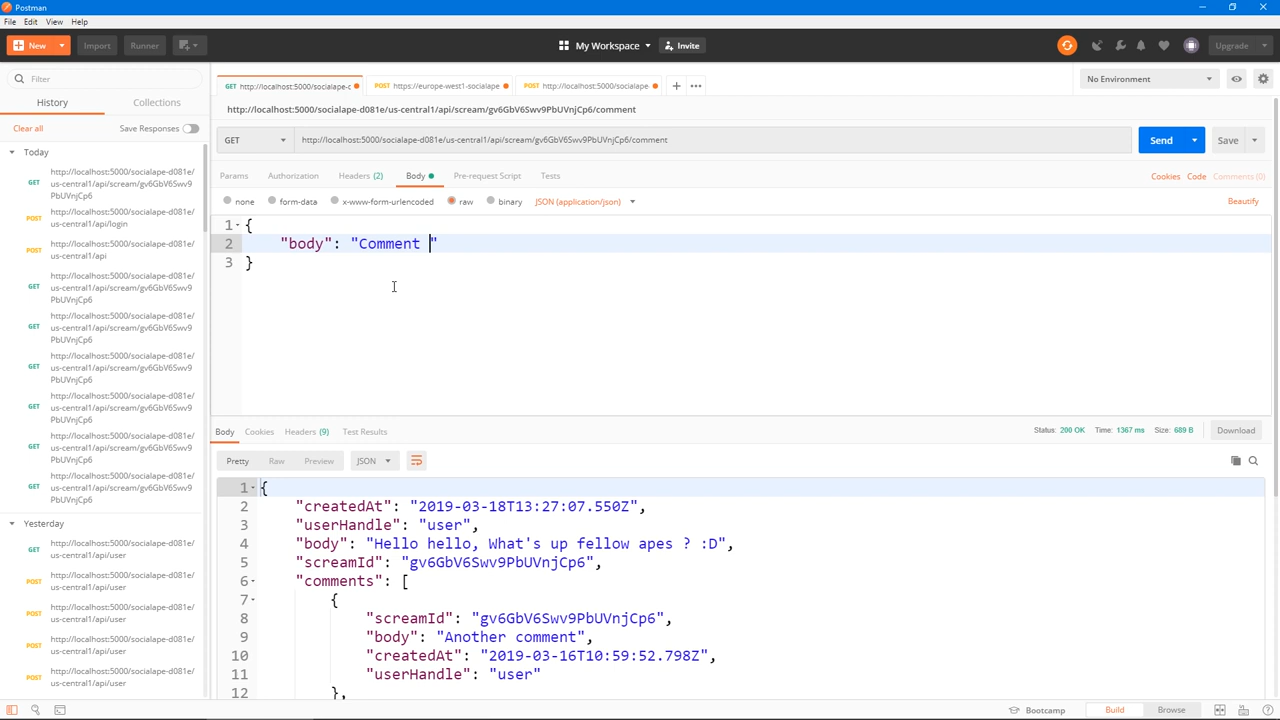 Postman
File Edit View Help
New Import Runner My Workspace Invite Upgrade
Filter
History Collections
Clear all Save Responses
Today
GET http://localhost:5000/socialape-d081e/
us-central1/api/scream/gv6GbV6Swv9
PbUVnjCp6
POST http://localhost:5000/socialape-d081e/
us-central1/api/login
POST http://localhost:5000/socialape-d081e/
us-central1/api
GET http://localhost:5000/socialape-d081e/
us-central1/api/scream/gv6GbV6Swv9
PbUVnjCp6
GET http://localhost:5000/socialape-d081e/
us-central1/api/scream/gv6GbV6Swv9
PbUVnjCp6
GET http://localhost:5000/socialape-d081e/
us-central1/api/scream/gv6GbV6Swv9
PbUVnjCp6
GET http://localhost:5000/socialape-d081e/
us-central1/api/scream/gv6GbV6Swv9
PbUVnjCp6
GET http://localhost:5000/socialape-d081e/
us-central1/api/scream/gv6GbV6Swv9
PbUVnjCp6
GET http://localhost:5000/socialape-d081e/
us-central1/api/scream/gv6GbV6Swv9
PbUVnjCp6
Yesterday
GET http://localhost:5000/socialape-d081e/
us-central1/api/user
POST http://localhost:5000/socialape-d081e/
us-central1/api/user
POST http://localhost:5000/socialape-d081e/
us-central1/api/user
POST http://localhost:5000/socialape-d081e/
us-central1/api/user
POST http://localhost:5000/socialape-d081e/
us-central1/api/user
GET http://localhost:5000/socialape-c POST https://europe-west1-socialape POST http://localhost:5000/socialape- No Environment
http://localhost:5000/socialape-d081e/us-central1/api/scream/gv6GbV6Swv9PbUVnjCp6/comment
GET http://localhost:5000/socialape-d081e/us-central1/api/scream/gv6GbV6Swv9PbUVnjCp6/comment Send Save
Params Authorization Headers (2) Body Pre-request Script Tests Cookies Code Comments (0)
none form-data x-www-form-urlencoded raw binary JSON (application/json) Beautify
1 {
2 "body": "Comment "
3 }
Body Cookies Headers (9) Test Results Status: 200 OK Time: 1367 ms Size: 689 B Download
Pretty Raw Preview JSON
1 {
2 "createdAt": "2019-03-18T13:27:07.550Z",
3 "userHandle": "user",
4 "body": "Hello hello, What's up fellow apes ? :D",
5 "screamId": "gv6GbV6Swv9PbUVnjCp6",
6 "comments": [
7 {
8 "screamId": "gv6GbV6Swv9PbUVnjCp6",
9 "body": "Another comment",
10 "createdAt": "2019-03-16T10:59:52.798Z",
11 "userHandle": "user"
12 },
Bootcamp Build Browse